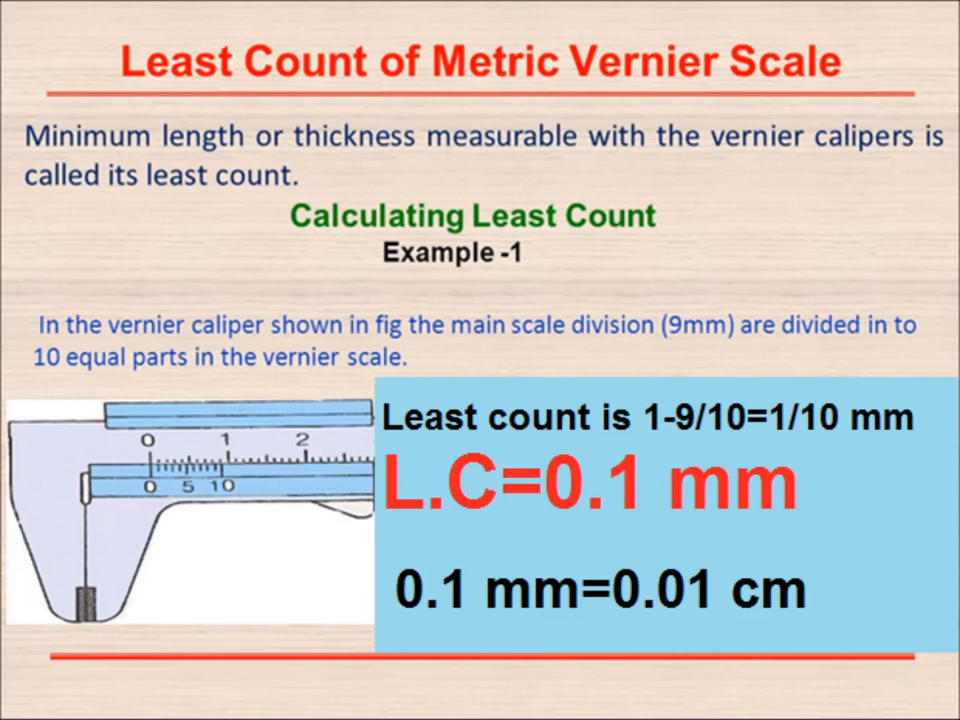 Least Count of Metric Vernier Scale
Minimum length or thickness measurable with the vernier calipers is
called its least count.
Calculating Least Count
Example -1
In the vernier caliper shown in fig the main scale division (9mm) are divided in to
10 equal parts in the vernier scale.
0 1 2
0 5 10
Least count is 1-9/10=1/10 mm
L.C=0.1 mm
0.1 mm=0.01 cm